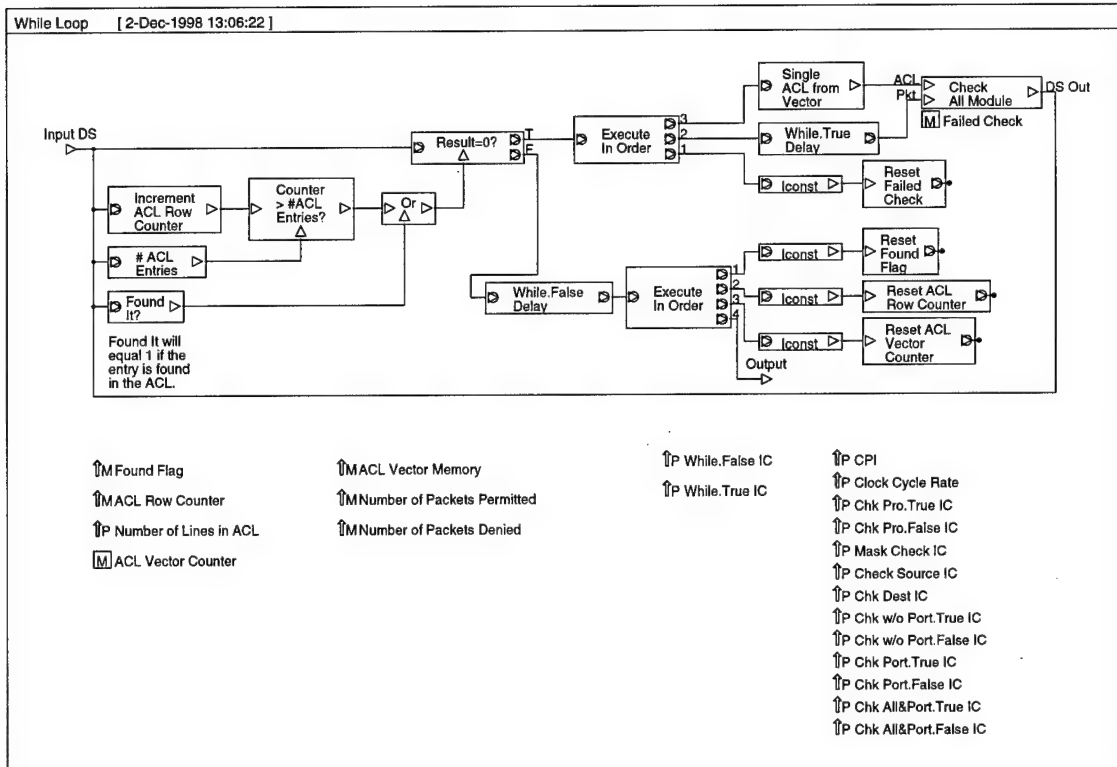 While Loop [ 2-Dec-1998 13:06:22 ]
Input DS
Increment
ACL Row
Counter
# ACL
Entries
Found
It?
Found It will
equal 1 if the
entry is found
in the ACL.
Counter
> #ACL
Entries?
Or
Result=0?
T
F
Execute
In Order
3
2
1
Single
ACL from
Vector
While.True
Delay
Iconst
Reset
Failed
Check
ACL
Pkt
Check
All Module
DS Out
M Failed Check
While.False
Delay
Execute
In Order
1
2
3
4
Iconst
Reset
Found
Flag
Iconst
Reset ACL
Row Counter
Iconst
Reset ACL
Vector
Counter
Output
⇑M Found Flag
⇑M ACL Row Counter
⇑P Number of Lines in ACL
M ACL Vector Counter
⇑M ACL Vector Memory
⇑M Number of Packets Permitted
⇑M Number of Packets Denied
⇑P While.False IC
⇑P While.True IC
⇑P CPI
⇑P Clock Cycle Rate
⇑P Chk Pro.True IC
⇑P Chk Pro.False IC
⇑P Mask Check IC
⇑P Check Source IC
⇑P Chk Dest IC
⇑P Chk w/o Port.True IC
⇑P Chk w/o Port.False IC
⇑P Chk Port.True IC
⇑P Chk Port.False IC
⇑P Chk All&Port.True IC
⇑P Chk All&Port.False IC